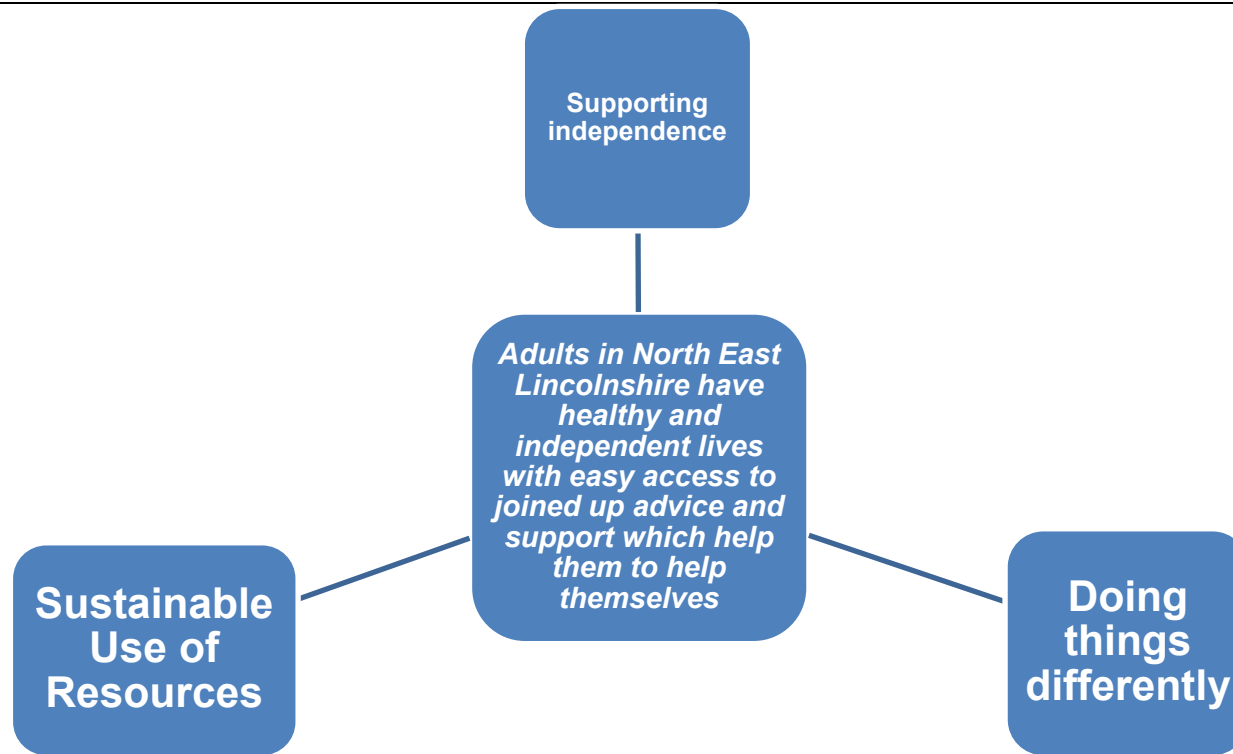 Supporting
independence
Adults in North East
Lincolnshire have
healthy and
independent lives
with easy access to
joined up advice and
support which help
them to help
themselves
Sustainable
Use of
Resources
Doing
things
differently